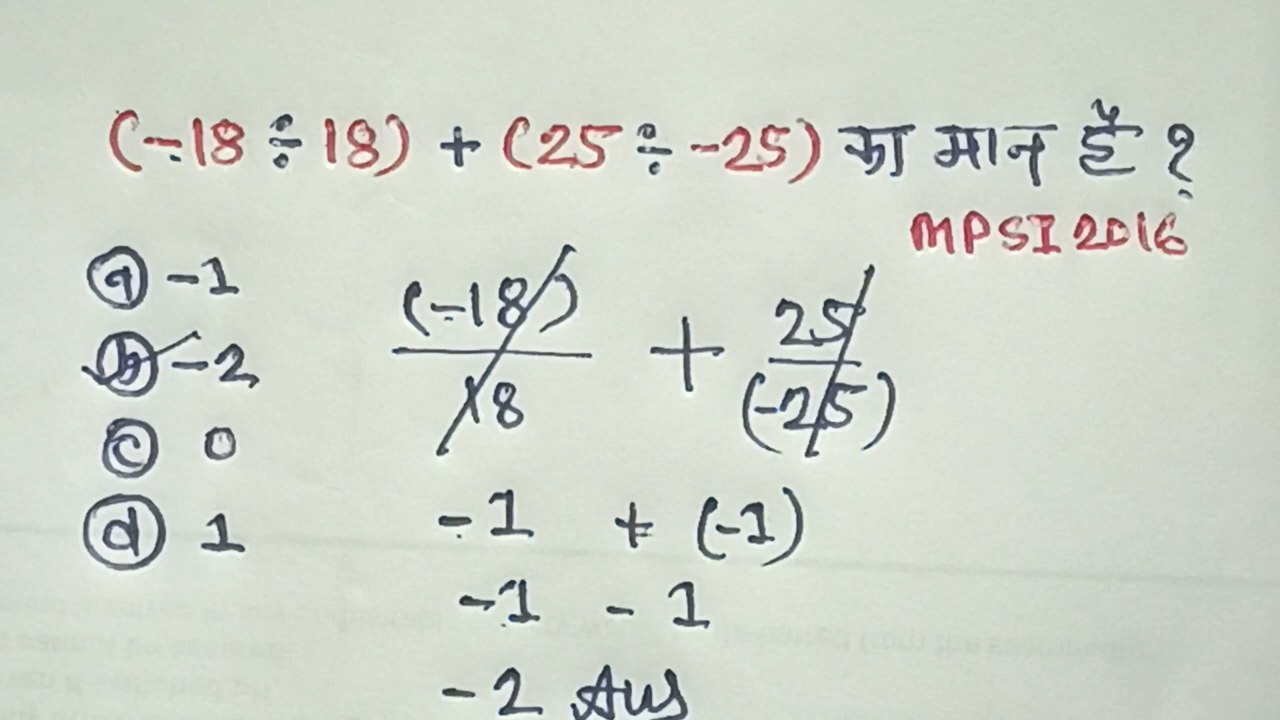 (-18 ÷ 18) + (25 ÷ -25) का मान हैं ?
MPSI 2016
(a) -1
(b) -2
(c) 0
(d) 1
(-18)/18 + 25/(-25)
-1 + (-1)
-1 - 1
-2 Ans